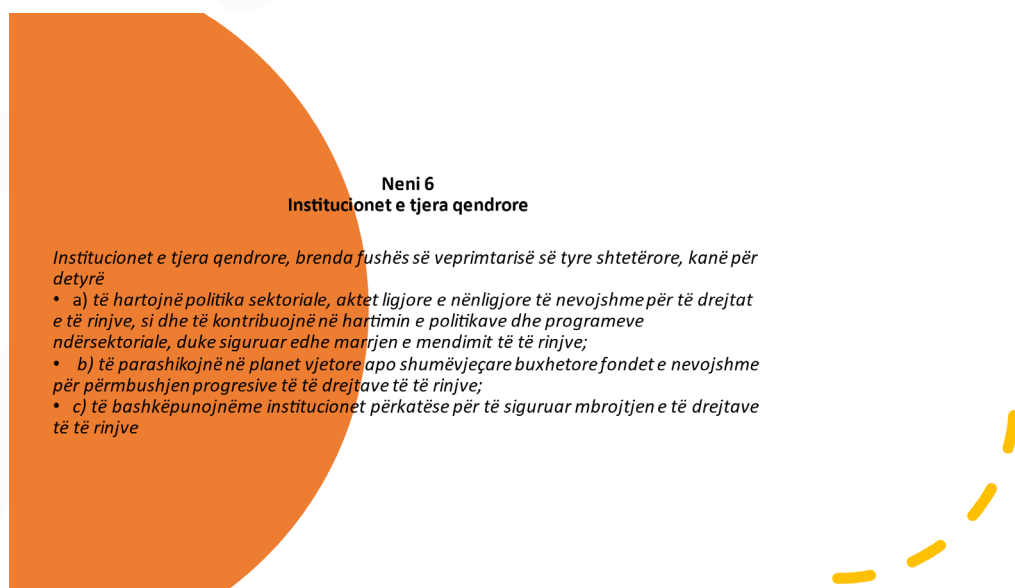 Neni 6
Institucionet e tjera qendrore
Institucionet e tjera qendrore, brenda fushës së veprimtarisë së tyre shtetërore, kanë për
detyrë
• a) të hartojnë politika sektoriale, aktet ligjore e nënligjore të nevojshme për të drejtat
e të rinjve, si dhe të kontribuojnë në hartimin e politikave dhe programeve
ndërsektoriale, duke siguruar edhe marrjen e mendimit të të rinjve;
• b) të parashikojnë në planet vjetore apo shumëvjeçare buxhetore fondet e nevojshme
për përmbushjen progresive të të drejtave të të rinjve;
• c) të bashkëpunojnëme institucionet përkatëse për të siguruar mbrojtjen e të drejtave
të të rinjve